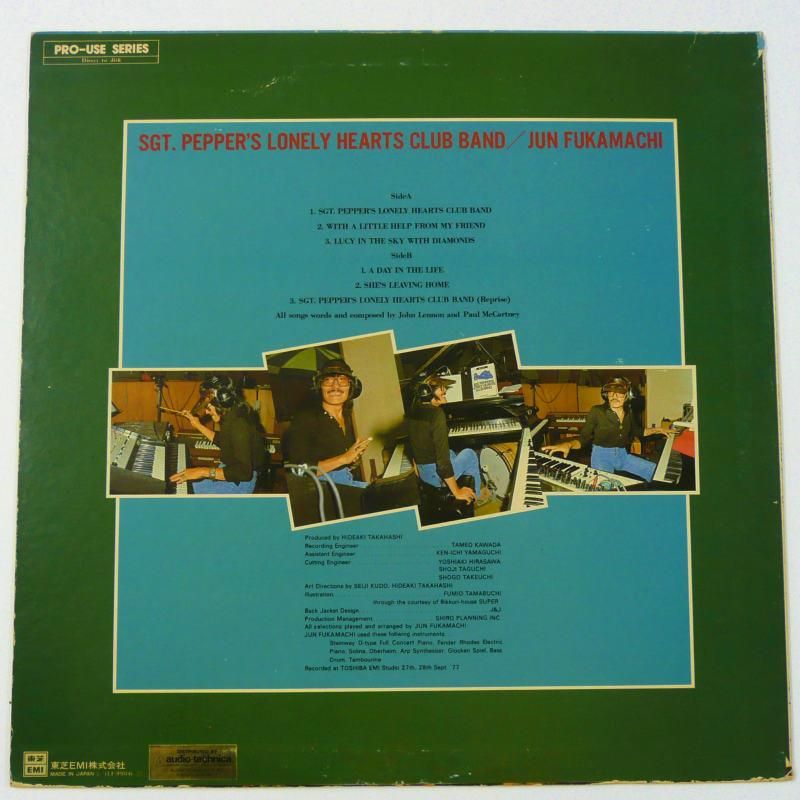 PRO-USE SERIES
Direct to disk
SGT. PEPPER'S LONELY HEARTS CLUB BAND/JUN FUKAMACHI
SideA
1. SGT. PEPPER'S LONELY HEARTS CLUB BAND
2. WITH A LITTLE HELP FROM MY FRIEND
3. LUCY IN THE SKY WITH DIAMONDS
SideB
1. A DAY IN THE LIFE
2. SHE'S LEAVING HOME
3. SGT. PEPPER'S LONELY HEARTS CLUB BAND (Reprise)
All songs words and composed by John Lennon and Paul McCartney
Produced by HIDEAKI TAKAHASHI
Recording Engineer TAMEO KAWADA
Assistant Engineer KEN-ICHI YAMAGUCHI
Cutting Engineer YOSHIAKI HIRASAWA
SHOJI TAGUCHI
SHOGO TAKEUCHI
Art Directions by SEIJI KUDO, HIDEAKI TAKAHASHI
Illustration FUMIO TAMABUCHI
through the courtesy of Bikkuri-house SUPER
Back Jacket Design J&J
Production Management SHIRO PLANNING INC
All selections played and arranged by JUN FUKAMACHI
JUN FUKAMACHI used these following instruments
Steinway D-type Full Concert Piano, Fender Rhodes Electric
Piano, Solina, Oberheim, Arp Synthesiser, Glocken Spiel, Bass
Drum, Tambourine
Recorded at TOSHIBA EMI Studio 27th, 28th Sept. '77
東芝
EMI
東芝EMI株式会社
MADE IN JAPAN
DISTRIBUTED BY
audio-technica